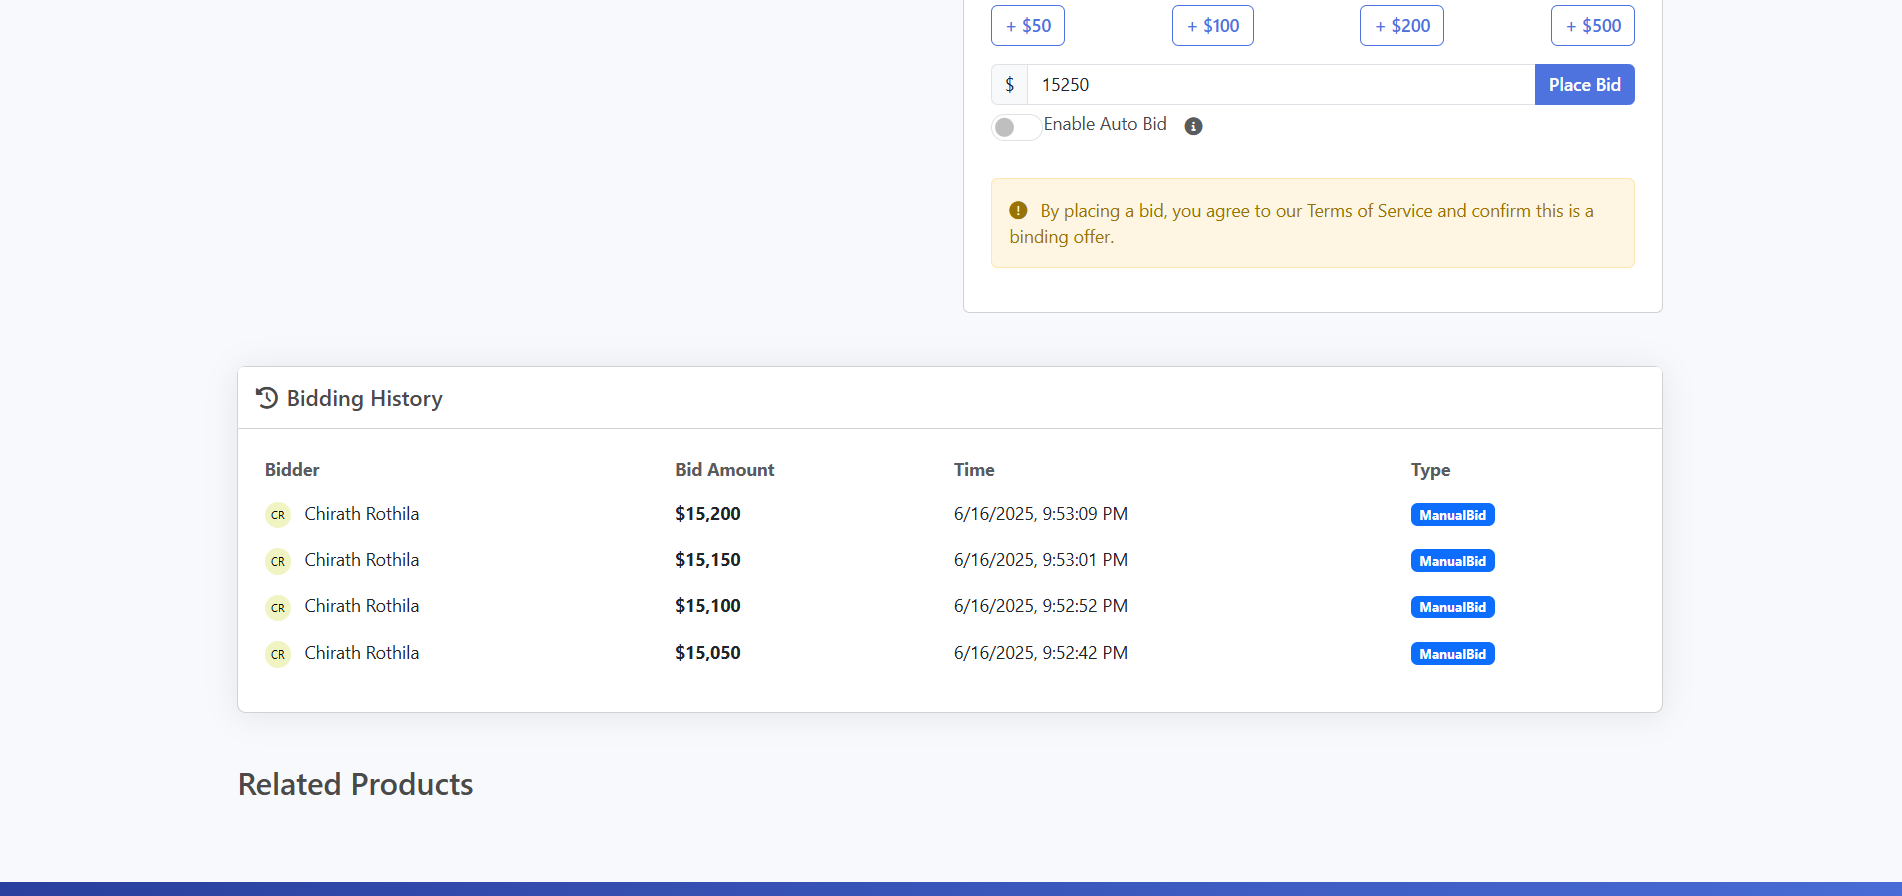 + $50 + $100 + $200 + $500
$ 15250 Place Bid
Enable Auto Bid
By placing a bid, you agree to our Terms of Service and confirm this is a
binding offer.
Bidding History
Bidder Bid Amount Time Type
CR Chirath Rothila $15,200 6/16/2025, 9:53:09 PM ManualBid
CR Chirath Rothila $15,150 6/16/2025, 9:53:01 PM ManualBid
CR Chirath Rothila $15,100 6/16/2025, 9:52:52 PM ManualBid
CR Chirath Rothila $15,050 6/16/2025, 9:52:42 PM ManualBid
Related Products